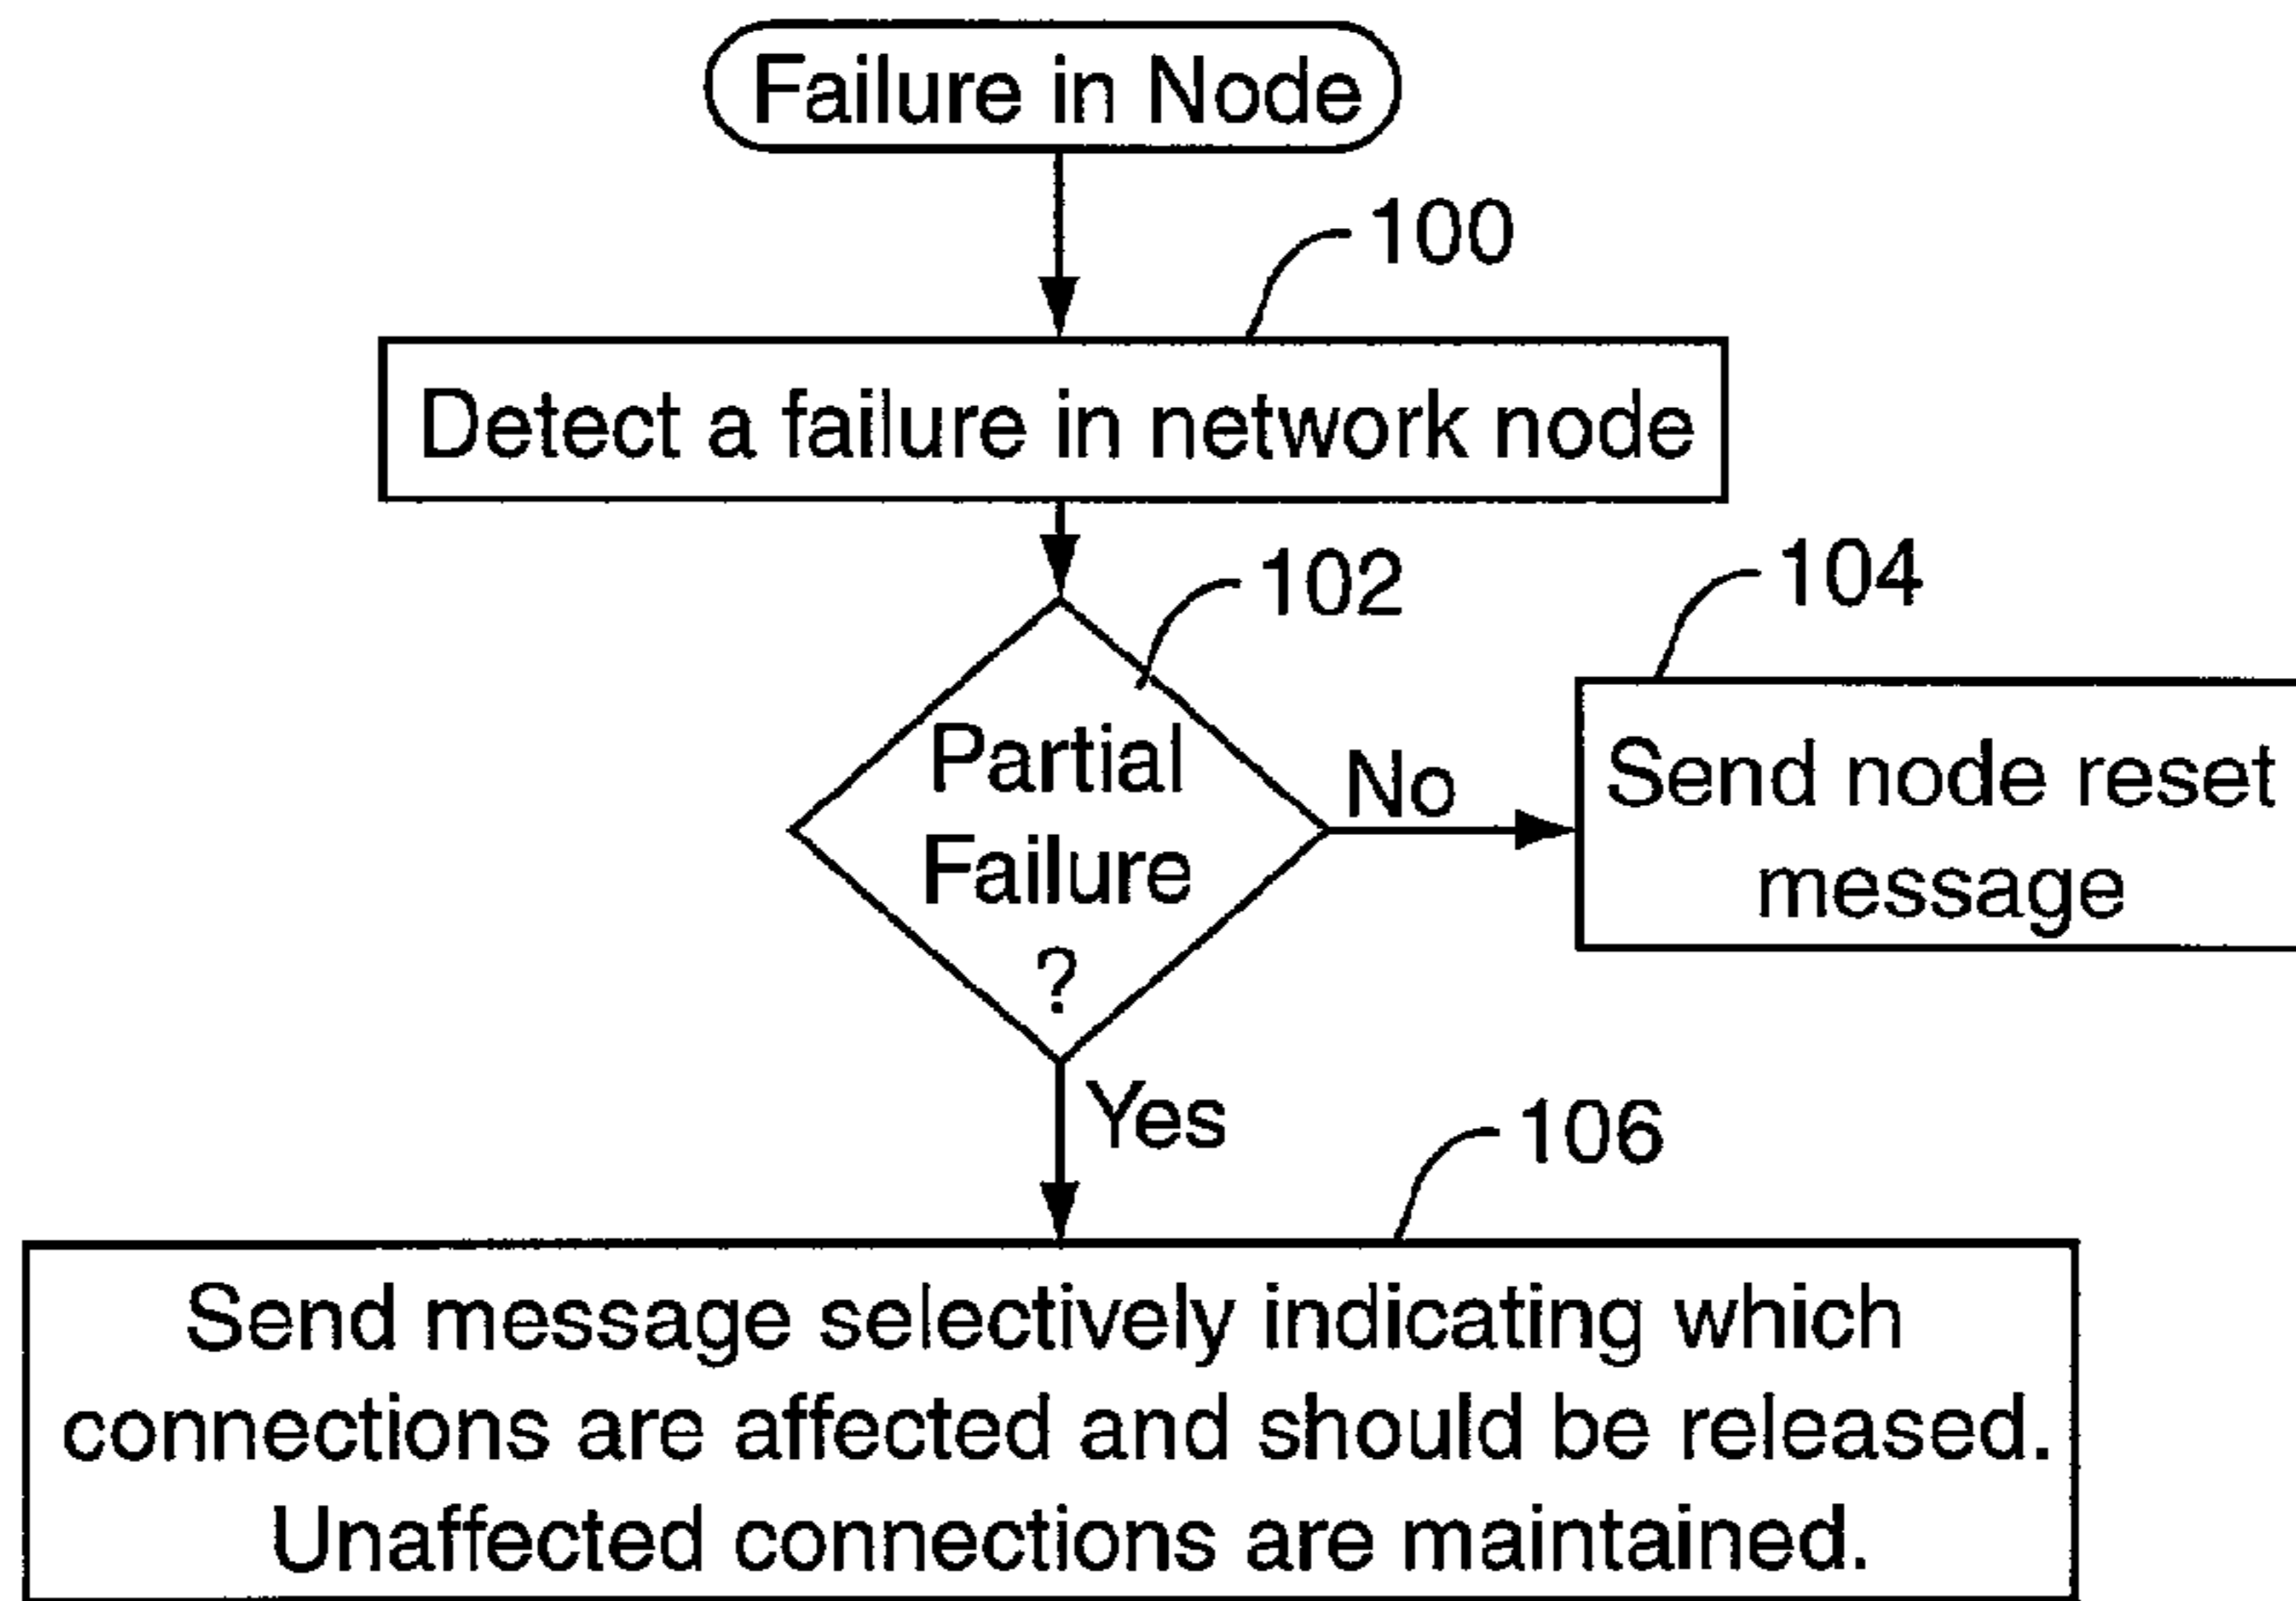 Failure in Node
100
Detect a failure in network node
102
104
Partial
Failure
?
No
Send node reset
message
Yes
106
Send message selectively indicating which
connections are affected and should be released.
Unaffected connections are maintained.